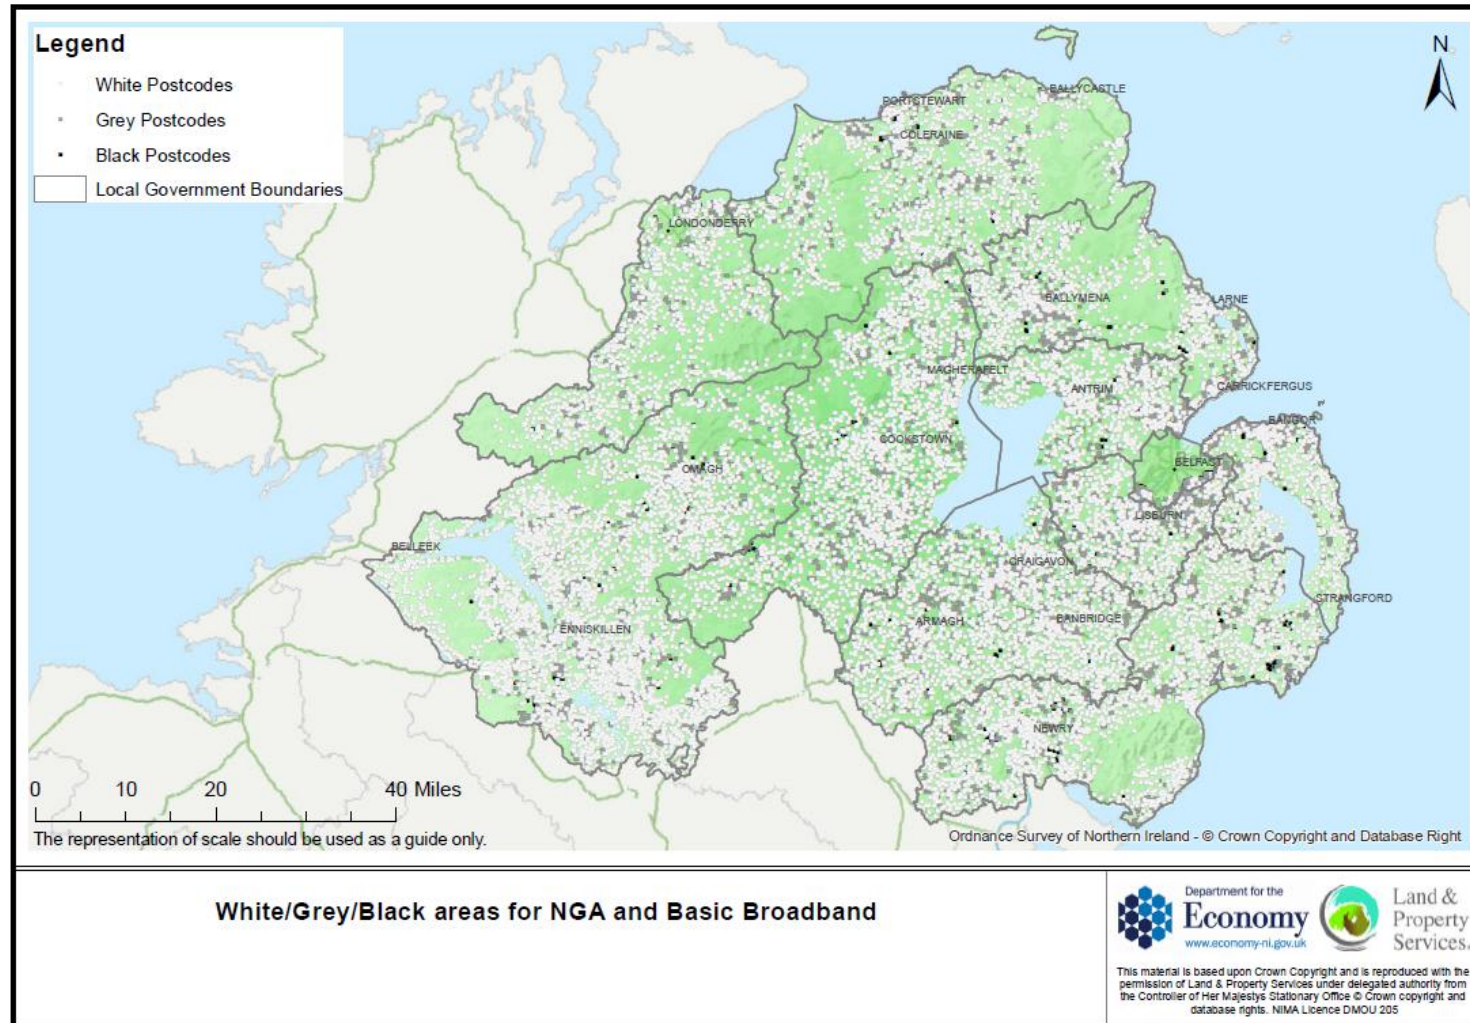 Legend
White Postcodes
Grey Postcodes
Black Postcodes
Local Government Boundaries
N
BALLYCASTLE
PORTSTEWART
COLERAINE
LONDONDERRY
BALLYMENA
LARNE
MAGHERAFELT
ANTRIM
CARRICKFERGUS
BANGOR
COOKSTOWN
BELFAST
OMAGH
LISBURN
BELLEEK
CRAIGAVON
STRANGFORD
ENNISKILLEN
ARMAGH
BANBRIDGE
NEWRY
0 10 20 40 Miles
The representation of scale should be used as a guide only.
Ordnance Survey of Northern Ireland - © Crown Copyright and Database Right
White/Grey/Black areas for NGA and Basic Broadband
Department for the
Economy
www.economy-ni.gov.uk
Land &
Property
Services
This material is based upon Crown Copyright and is reproduced with the
permission of Land & Property Services under delegated authority from
the Controller of Her Majestys Stationary Office © Crown copyright and
database rights. NIMA Licence DMOU 205